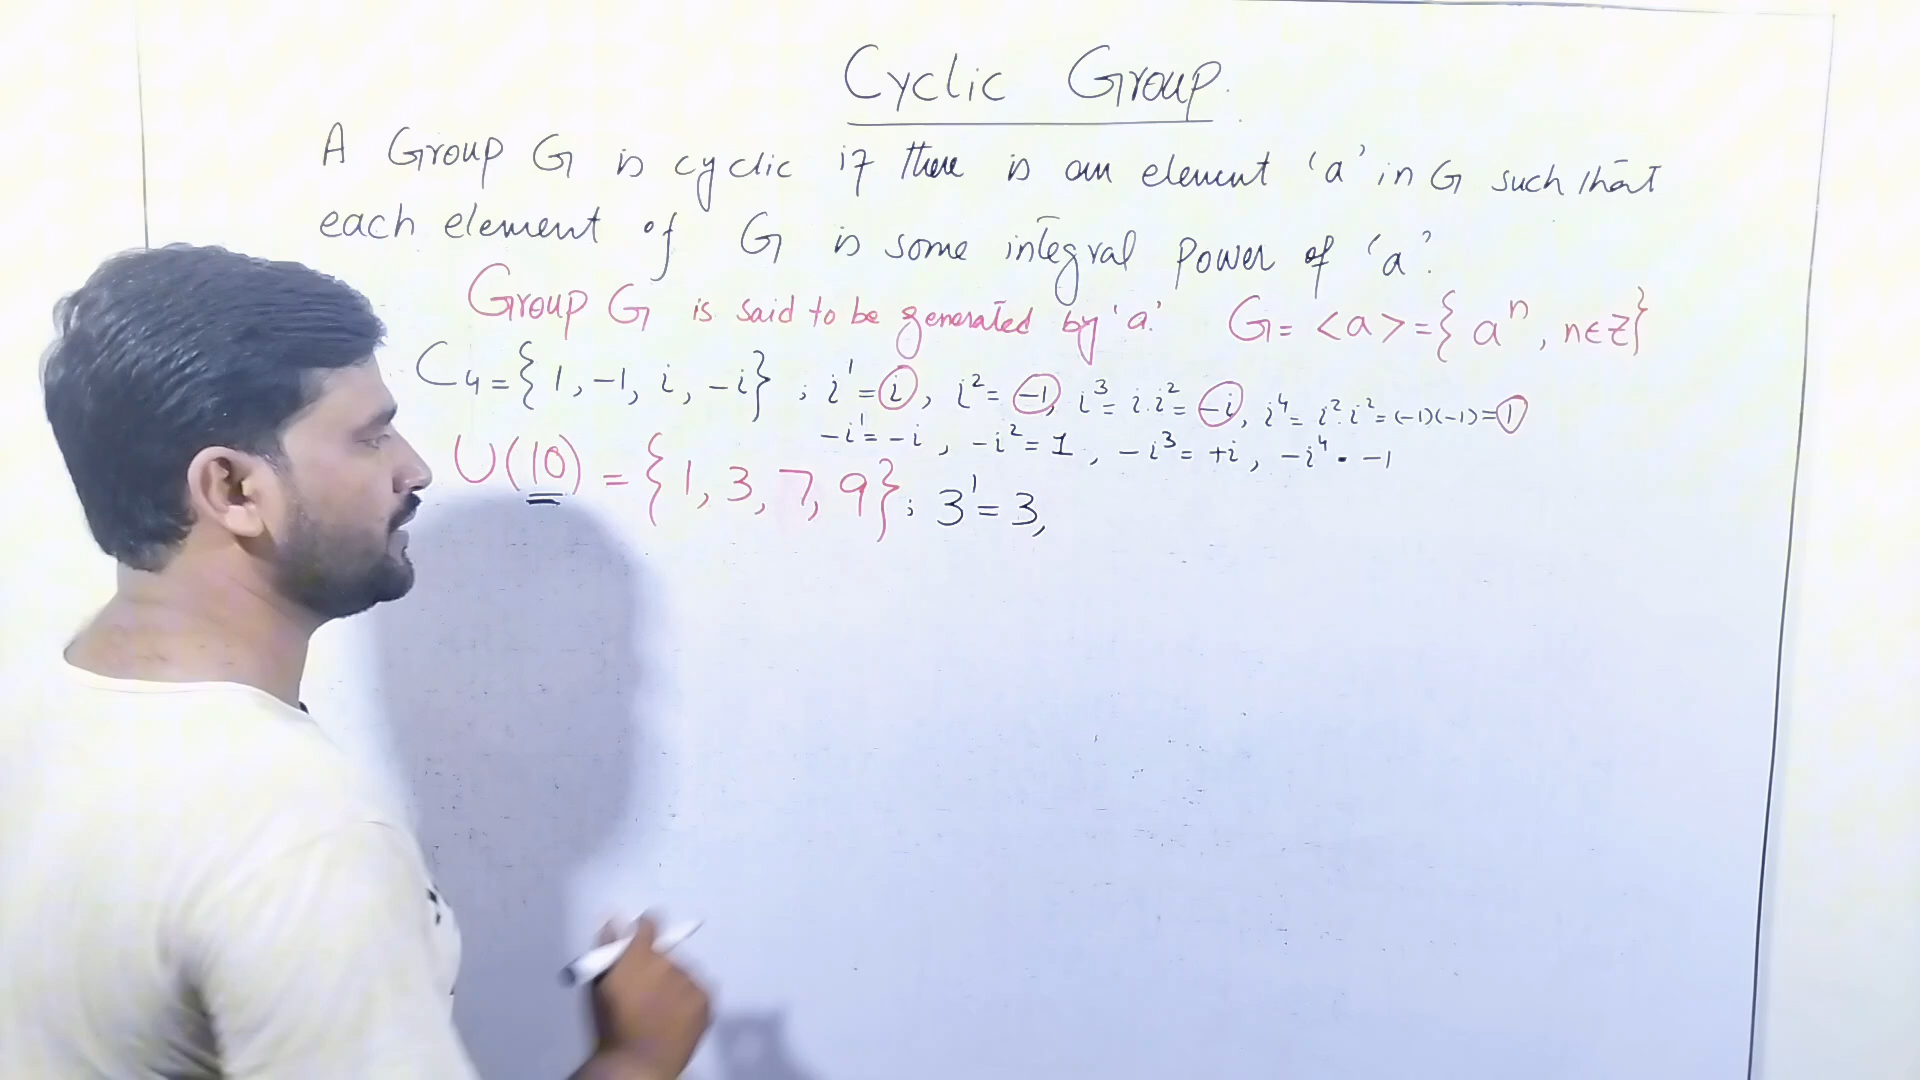 Cyclic Group.
A Group G is cyclic if there is an element 'a' in G such that
each element of G is some integral power of 'a'.
Group G is said to be generated by 'a'. G = <a> = { aⁿ, n∈Z}
C₄ = { 1, -1, i, -i} ; i¹ = i, i² = -1, i³ = i.i² = -i, i⁴ = i².i² = (-1)(-1) = 1
-i¹ = -i, -i² = 1, -i³ = +i, -i⁴ = -1
U(10) = { 1, 3, 7, 9} ; 3¹ = 3,